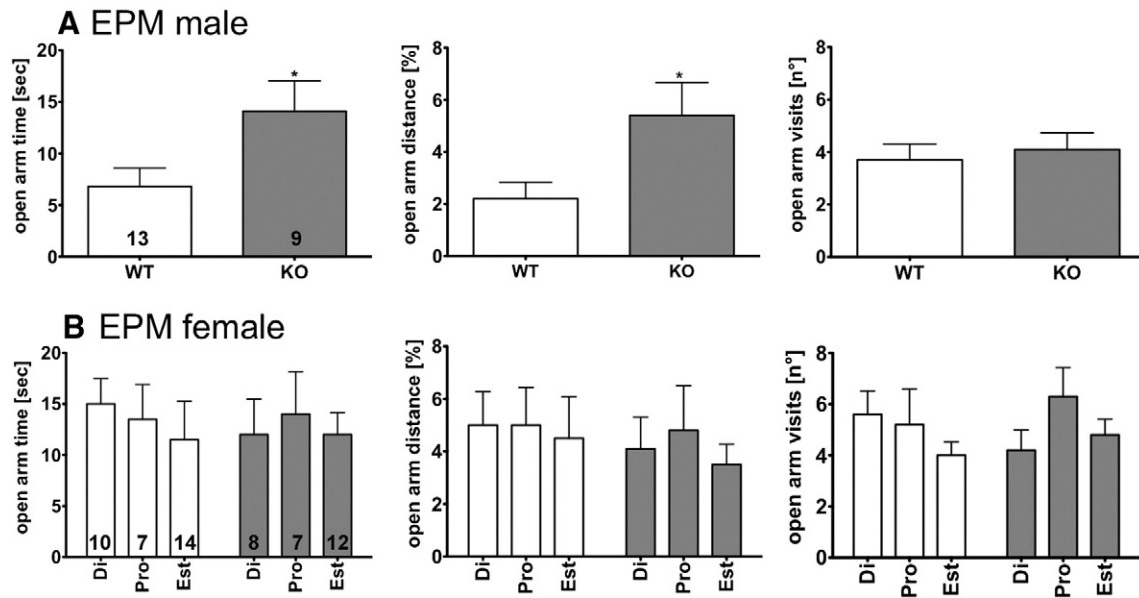 A EPM male
open arm time [sec]
20
15
10
5
0
13
9
*
WT
KO
open arm distance [%]
8
6
4
2
0
*
WT
KO
open arm visits [n°]
8
6
4
2
0
WT
KO
B EPM female
open arm time [sec]
20
15
10
5
0
10
7
14
8
7
12
Di
Pro
Est
Di
Pro
Est
open arm distance [%]
8
6
4
2
0
Di
Pro
Est
Di
Pro
Est
open arm visits [n°]
8
6
4
2
0
Di
Pro
Est
Di
Pro
Est